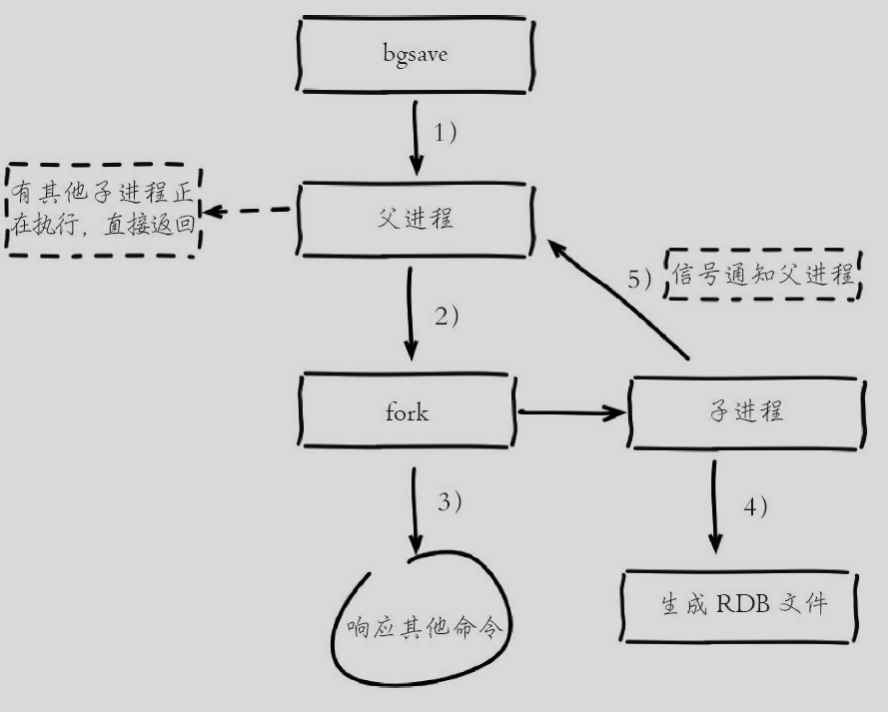 bgsave
1)
有其他子进程正
在执行，直接返回
父进程
5)
信号通知父进程
2)
fork
子进程
3)
4)
生成 RDB 文件
响应其他命令